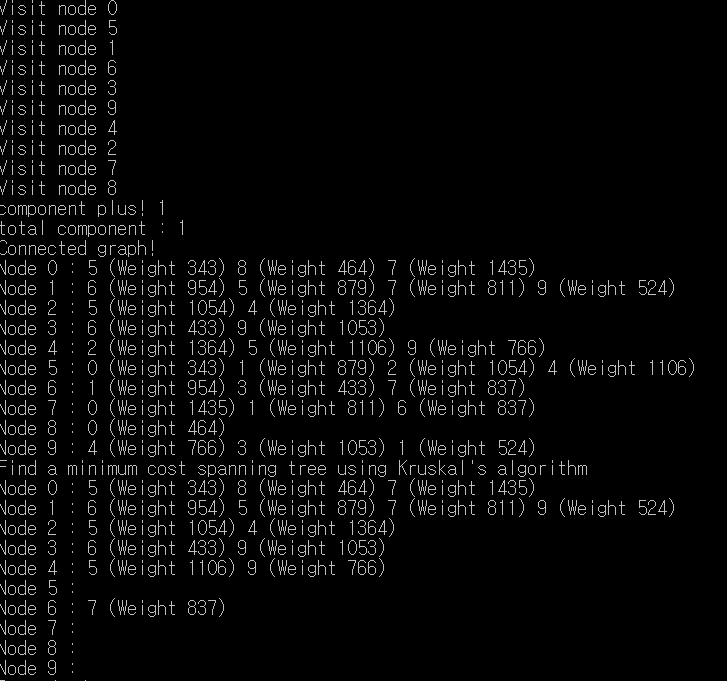 Visit node 0
Visit node 5
Visit node 1
Visit node 6
Visit node 3
Visit node 9
Visit node 4
Visit node 2
Visit node 7
Visit node 8
component plus! 1
total component : 1
Connected graph!
Node 0 : 5 (Weight 343) 8 (Weight 464) 7 (Weight 1435)
Node 1 : 6 (Weight 954) 5 (Weight 879) 7 (Weight 811) 9 (Weight 524)
Node 2 : 5 (Weight 1054) 4 (Weight 1364)
Node 3 : 6 (Weight 433) 9 (Weight 1053)
Node 4 : 2 (Weight 1364) 5 (Weight 1106) 9 (Weight 766)
Node 5 : 0 (Weight 343) 1 (Weight 879) 2 (Weight 1054) 4 (Weight 1106)
Node 6 : 1 (Weight 954) 3 (Weight 433) 7 (Weight 837)
Node 7 : 0 (Weight 1435) 1 (Weight 811) 6 (Weight 837)
Node 8 : 0 (Weight 464)
Node 9 : 4 (Weight 766) 3 (Weight 1053) 1 (Weight 524)
Find a minimum cost spanning tree using Kruskal's algorithm
Node 0 : 5 (Weight 343) 8 (Weight 464) 7 (Weight 1435)
Node 1 : 6 (Weight 954) 5 (Weight 879) 7 (Weight 811) 9 (Weight 524)
Node 2 : 5 (Weight 1054) 4 (Weight 1364)
Node 3 : 6 (Weight 433) 9 (Weight 1053)
Node 4 : 5 (Weight 1106) 9 (Weight 766)
Node 5 :
Node 6 : 7 (Weight 837)
Node 7 :
Node 8 :
Node 9 :